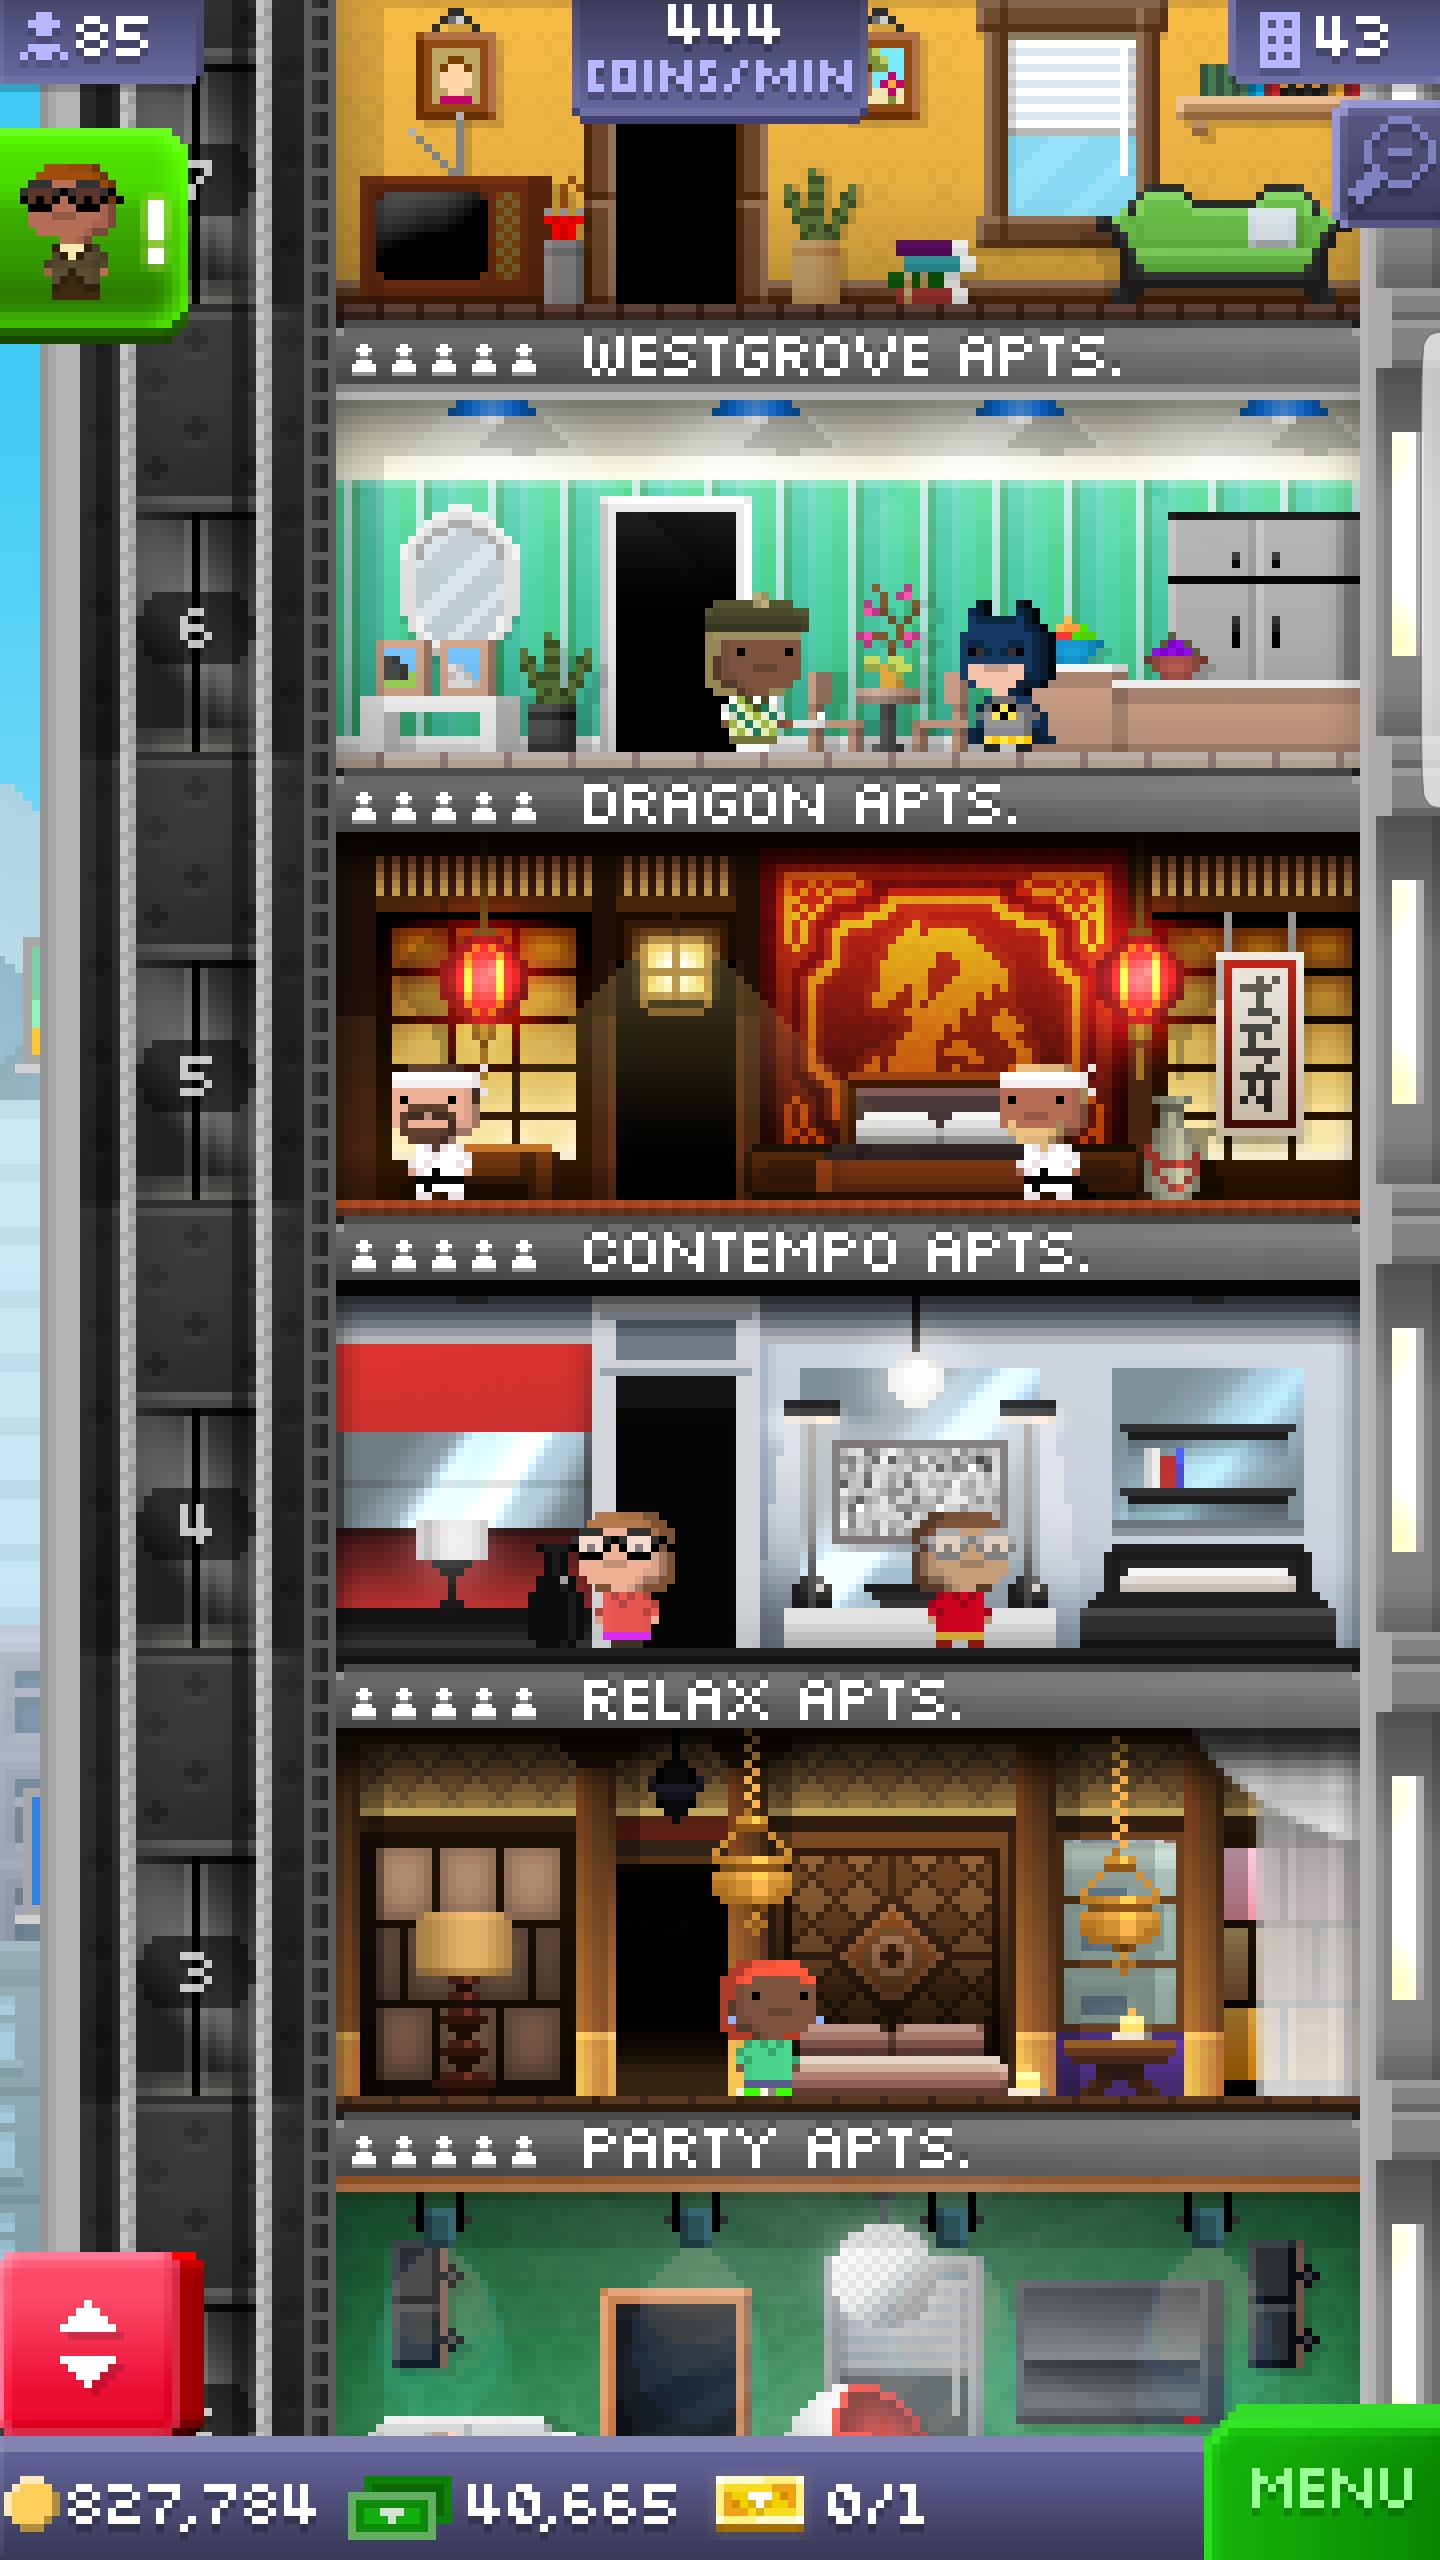 85
444
COINS/MIN
43
!
7
WESTGROVE APTS.
6
DRAGON APTS.
5
CONTEMPO APTS.
4
RELAX APTS.
3
PARTY APTS.
827,784
40,665
0/1
MENU